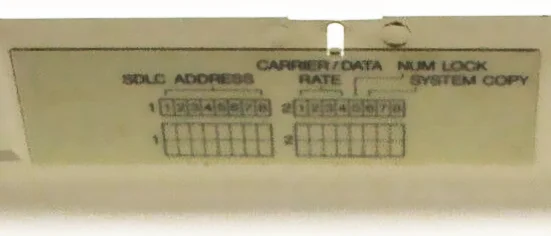 CARRIER/DATA NUM LOCK
SDLC ADDRESS RATE SYSTEM COPY
1 1 2 3 4 5 6 7 8 2 1 2 3 4 5 6 7 8
1 2